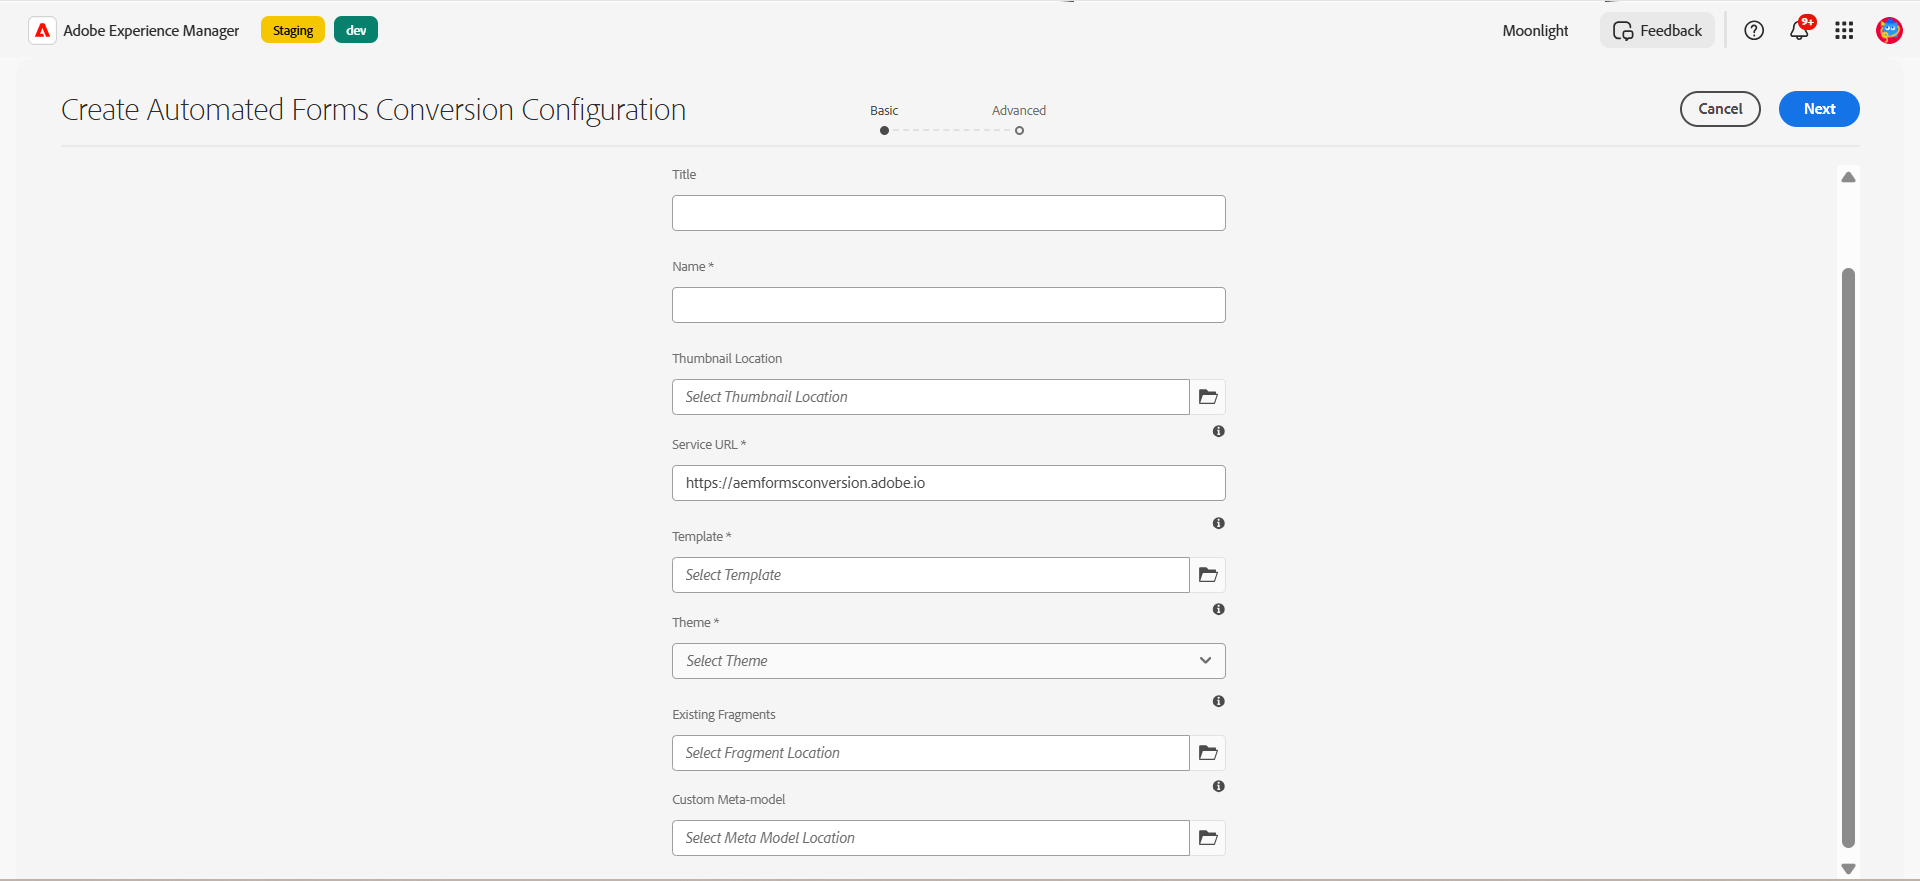 Adobe Experience Manager Staging dev Moonlight Feedback 9+
Create Automated Forms Conversion Configuration Basic Advanced Cancel Next
Title
Name *
Thumbnail Location
Select Thumbnail Location
Service URL *
https://aemformsconversion.adobe.io
Template *
Select Template
Theme *
Select Theme
Existing Fragments
Select Fragment Location
Custom Meta-model
Select Meta Model Location